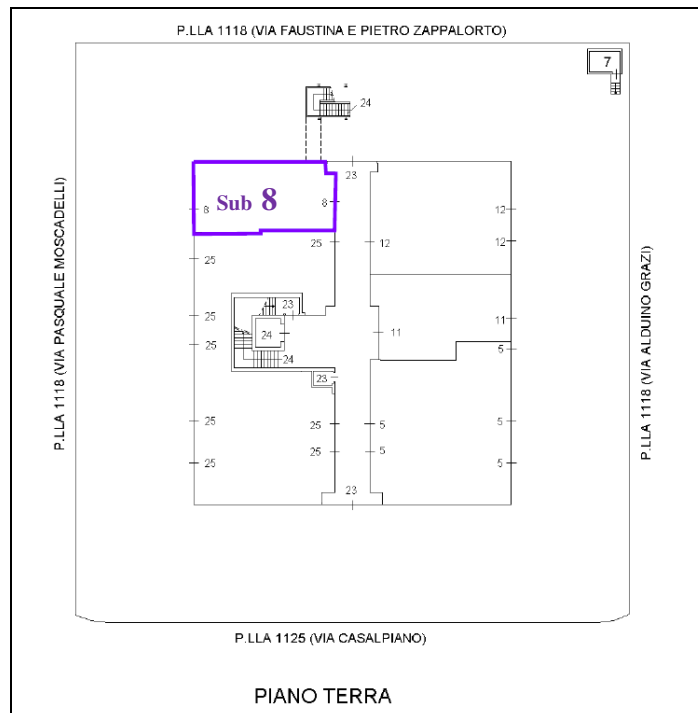 P.LLA 1118 (VIA FAUSTINA E PIETRO ZAPPALORTO)
7
24
23
8 Sub 8 8 12
25 12 12
25
23
25 11
24 11
25 24 5
23
25 25 5 5
25 25 5 5
23
P.LLA 1118 (VIA PASQUALE MOSCADELLI)
P.LLA 1118 (VIA ALDUINO GRAZI)
P.LLA 1125 (VIA CASALPIANO)
PIANO TERRA